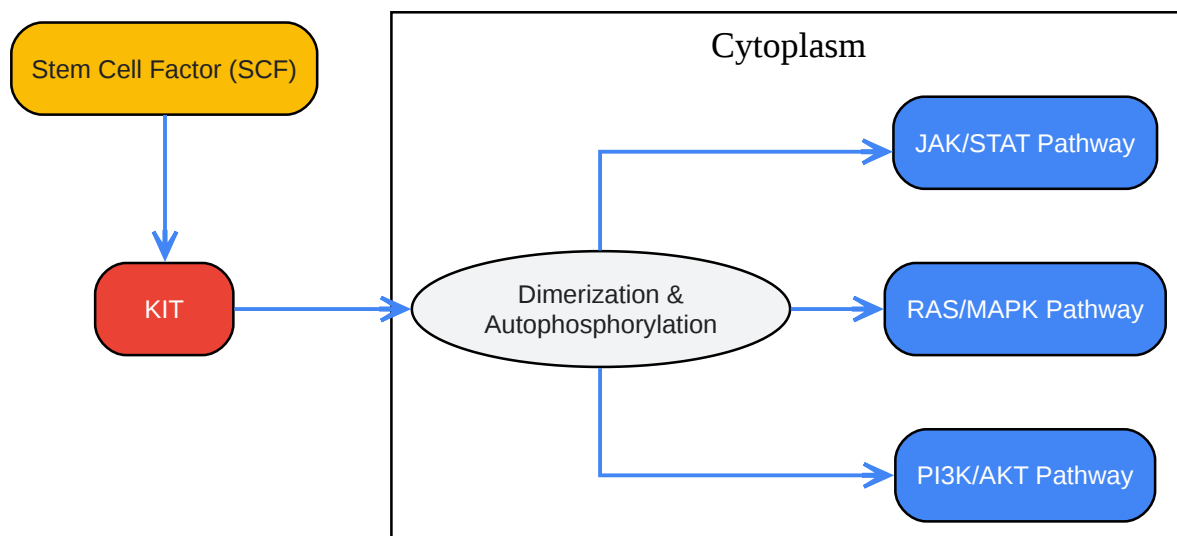 Cytoplasm
Stem Cell Factor (SCF)
JAK/STAT Pathway
KIT
Dimerization &
Autophosphorylation
RAS/MAPK Pathway
PI3K/AKT Pathway